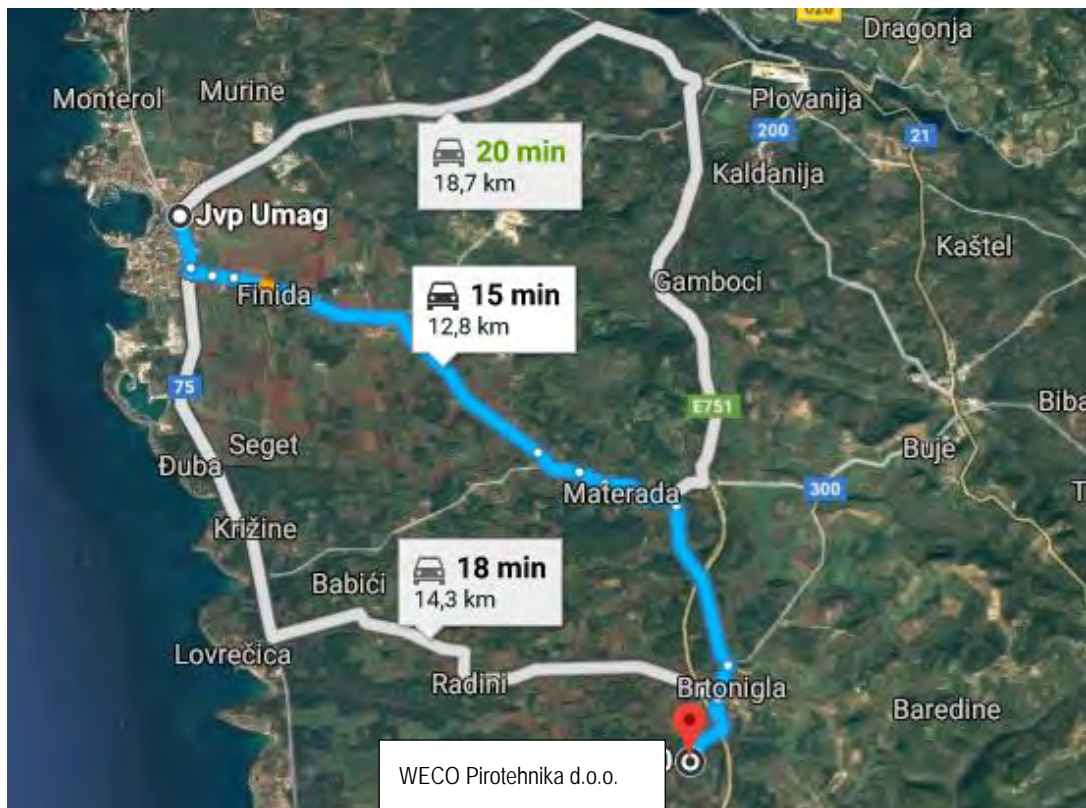 Dragonja
Monterol
Murine
Plovanija
200
21
20 min
18,7 km
Kaldanija
Jvp Umag
Kaštel
Gamboci
Finida
15 min
12,8 km
75
E751
Buje
Seget
Đuba
Materada
300
Križine
18 min
14,3 km
Babići
Lovrečica
Radini
Brtonigla
Baredine
WECO Pirotehnika d.o.o.